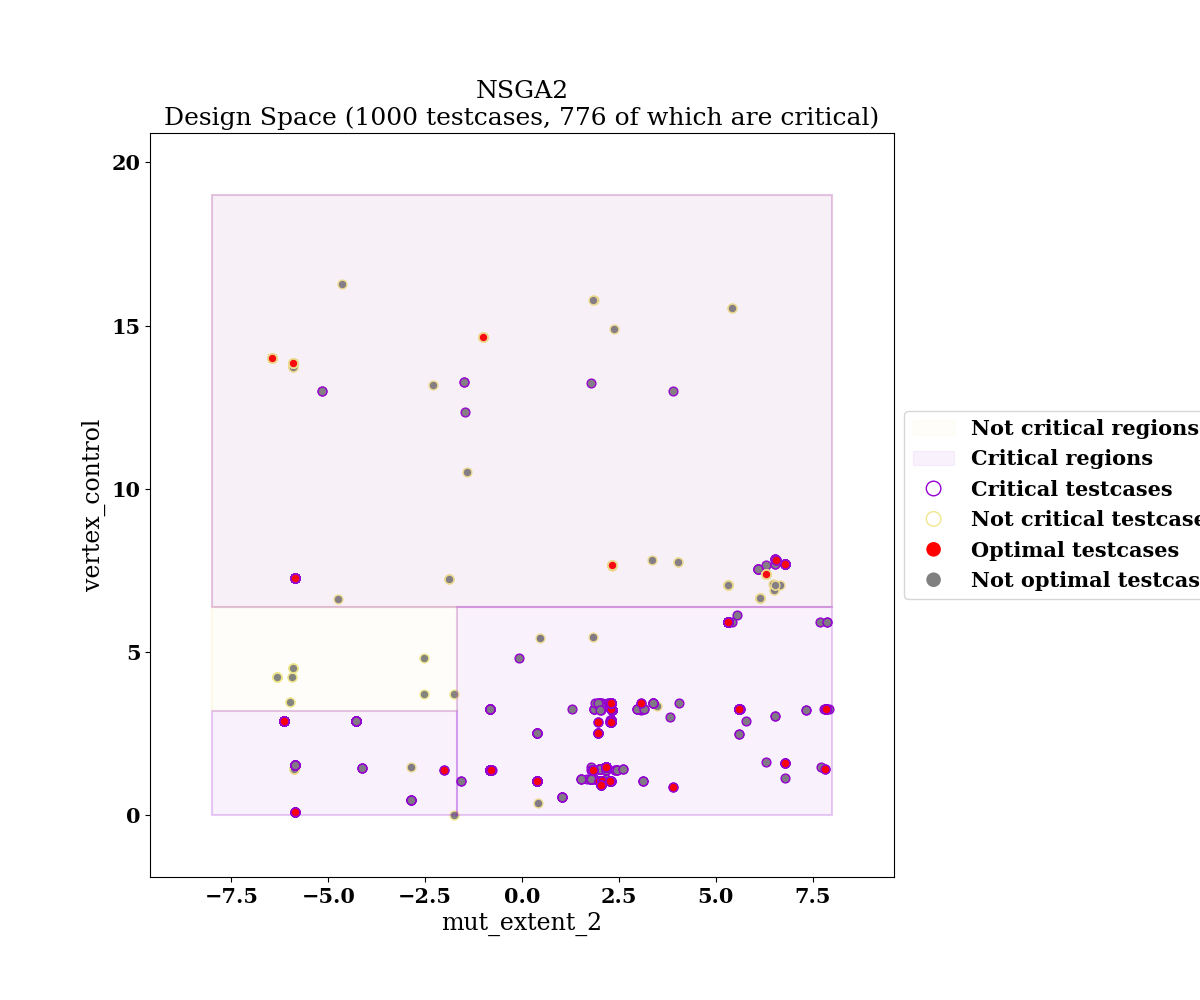 NSGA2
Design Space (1000 testcases, 776 of which are critical)
20
15
10
5
0
vertex_control
−7.5 −5.0 −2.5 0.0 2.5 5.0 7.5
mut_extent_2
Not critical regions
Critical regions
Critical testcases
Not critical testcase
Optimal testcases
Not optimal testcas